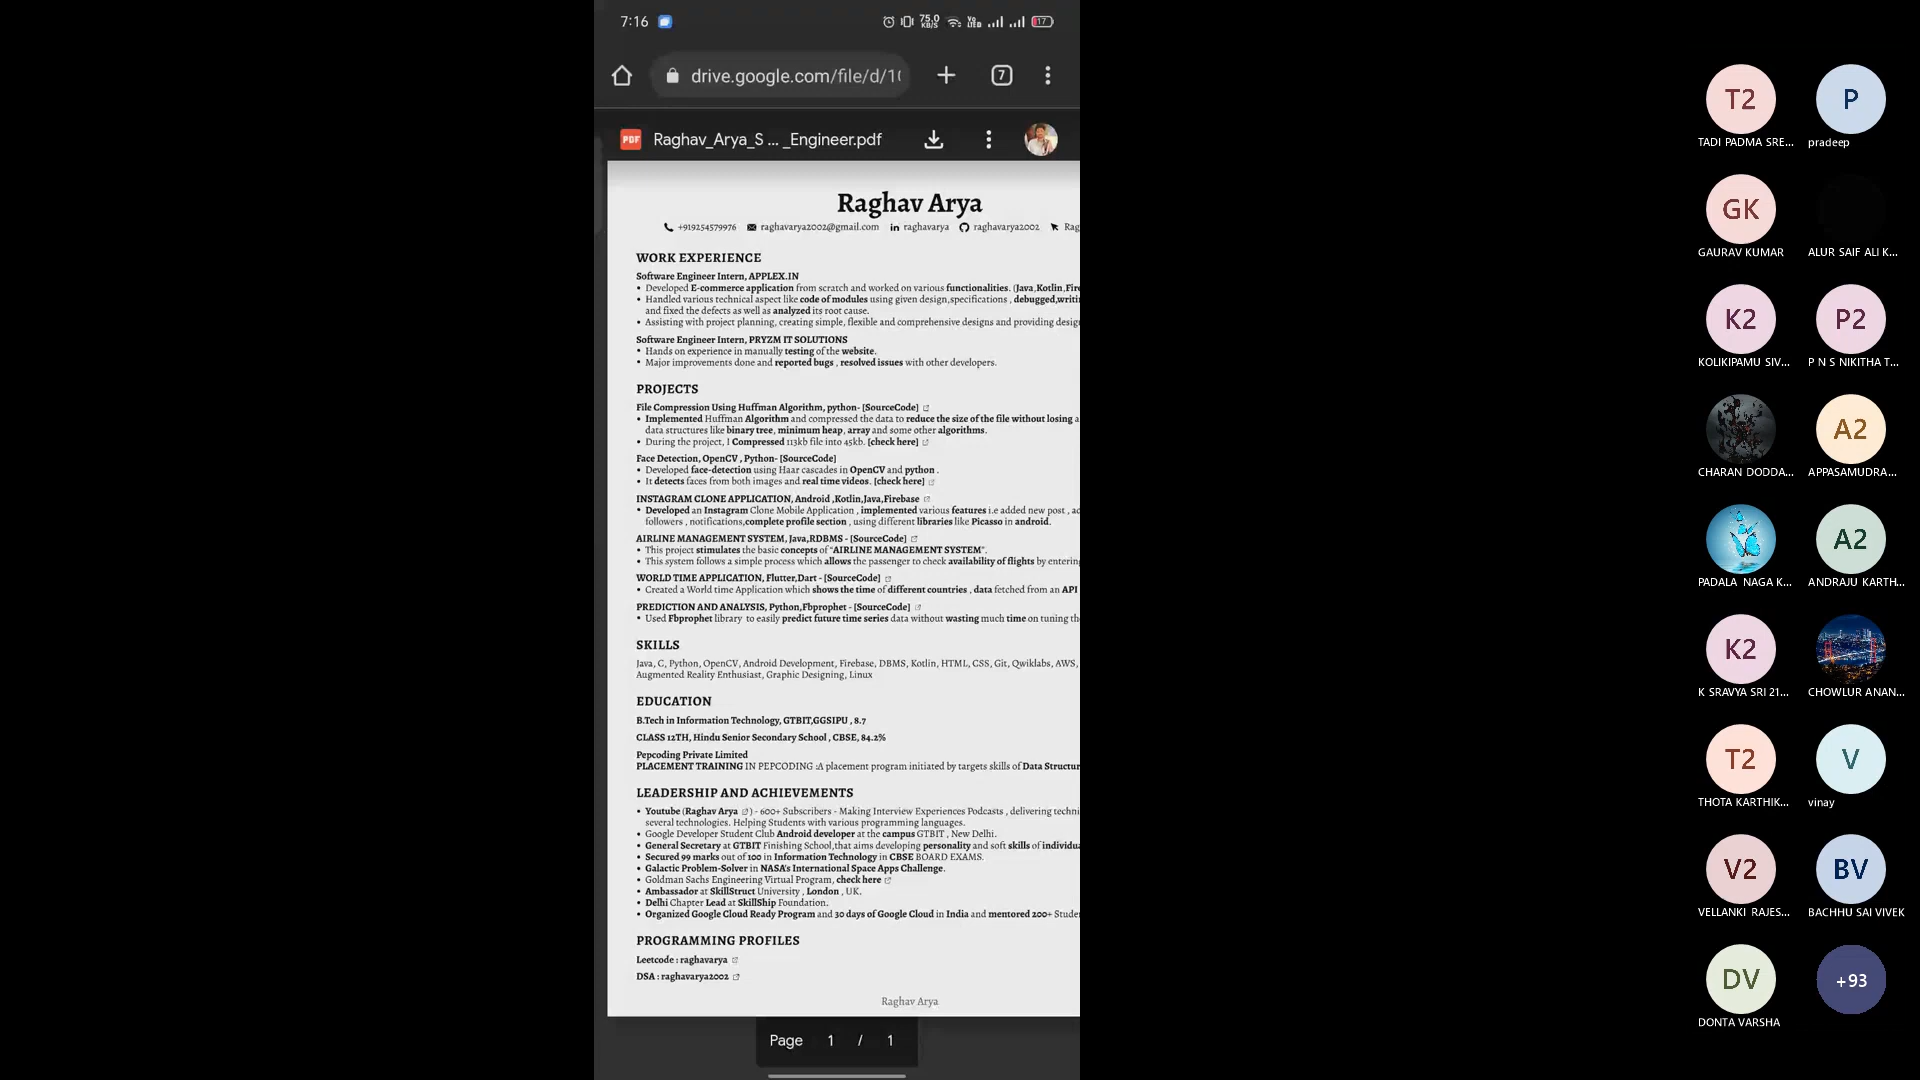 7:16
75.0
KB/S
Vo
LTE
17
drive.google.com/file/d/1
7
PDF
Raghav_Arya_S ... _Engineer.pdf
Raghav Arya
+919254579976 raghavarya2002@gmail.com in raghavarya raghavarya2002 Rag
WORK EXPERIENCE
Software Engineer Intern, APPLEX.IN
• Developed E-commerce application from scratch and worked on various functionalities. (Java,Kotlin,Fire
• Handled various technical aspect like code of modules using given design,specifications , debugged,writin
and fixed the defects as well as analyzed its root cause.
• Assisting with project planning, creating simple, flexible and comprehensive designs and providing design
Software Engineer Intern, PRYZM IT SOLUTIONS
• Hands on experience in manually testing of the website.
• Major improvements done and reported bugs , resolved issues with other developers.
PROJECTS
File Compression Using Huffman Algorithm, python- [SourceCode]
• Implemented Huffman Algorithm and compressed the data to reduce the size of the file without losing a
data structures like binary tree, minimum heap, array and some other algorithms.
• During the project, I Compressed 113kb file into 45kb. [check here]
Face Detection, OpenCV , Python- [SourceCode]
• Developed face-detection using Haar cascades in OpenCV and python .
• It detects faces from both images and real time videos. [check here]
INSTAGRAM CLONE APPLICATION, Android ,Kotlin,Java,Firebase
• Developed an Instagram Clone Mobile Application , implemented various features i.e added new post , ac
followers , notifications,complete profile section , using different libraries like Picasso in android.
AIRLINE MANAGEMENT SYSTEM, Java,RDBMS - [SourceCode]
• This project stimulates the basic concepts of "AIRLINE MANAGEMENT SYSTEM".
• This system follows a simple process which allows the passenger to check availability of flights by entering
WORLD TIME APPLICATION, Flutter,Dart - [SourceCode]
• Created a World time Application which shows the time of different countries , data fetched from an API
PREDICTION AND ANALYSIS, Python,Fbprophet - [SourceCode]
• Used Fbprophet library to easily predict future time series data without wasting much time on tuning th
SKILLS
Java, C, Python, OpenCV, Android Development, Firebase, DBMS, Kotlin, HTML, CSS, Git, Qwiklabs, AWS,
Augmented Reality Enthusiast, Graphic Designing, Linux
EDUCATION
B.Tech in Information Technology, GTBIT,GGSIPU , 8.7
CLASS 12TH, Hindu Senior Secondary School , CBSE, 84.2%
Pepcoding Private Limited
PLACEMENT TRAINING IN PEPCODING :A placement program initiated by targets skills of Data Structur
LEADERSHIP AND ACHIEVEMENTS
• Youtube (Raghav Arya ) - 600+ Subscribers - Making Interview Experiences Podcasts , delivering techni
several technologies. Helping Students with various programming languages.
• Google Developer Student Club Android developer at the campus GTBIT , New Delhi.
• General Secretary at GTBIT Finishing School,that aims developing personality and soft skills of individua
• Secured 99 marks out of 100 in Information Technology in CBSE BOARD EXAMS.
• Galactic Problem-Solver in NASA's International Space Apps Challenge.
• Goldman Sachs Engineering Virtual Program, check here
• Ambassador at SkillStruct University , London , UK.
• Delhi Chapter Lead at SkillShip Foundation.
• Organized Google Cloud Ready Program and 30 days of Google Cloud in India and mentored 200+ Stude
PROGRAMMING PROFILES
Leetcode : raghavarya
DSA : raghavarya2002
Raghav Arya
Page 1 / 1
T2 P
TADI PADMA SRE... pradeep
GK
GAURAV KUMAR ALUR SAIF ALI K...
K2 P2
KOLIKIPAMU SIV... P N S NIKITHA T...
A2
CHARAN DODDA... APPASAMUDRA...
A2
PADALA NAGA K... ANDRAJU KARTH...
K2
K SRAVYA SRI 21... CHOWLUR ANAN...
T2 V
THOTA KARTHIK... vinay
V2 BV
VELLANKI RAJES... BACHHU SAI VIVEK
DV +93
DONTA VARSHA